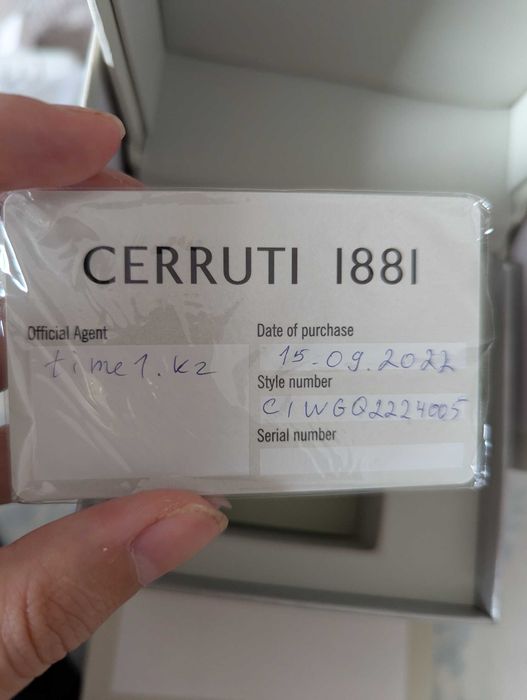 CERRUTI 1881
Official Agent
time1.kz
Date of purchase
15.09.2022
Style number
CIWGQ2224005
Serial number